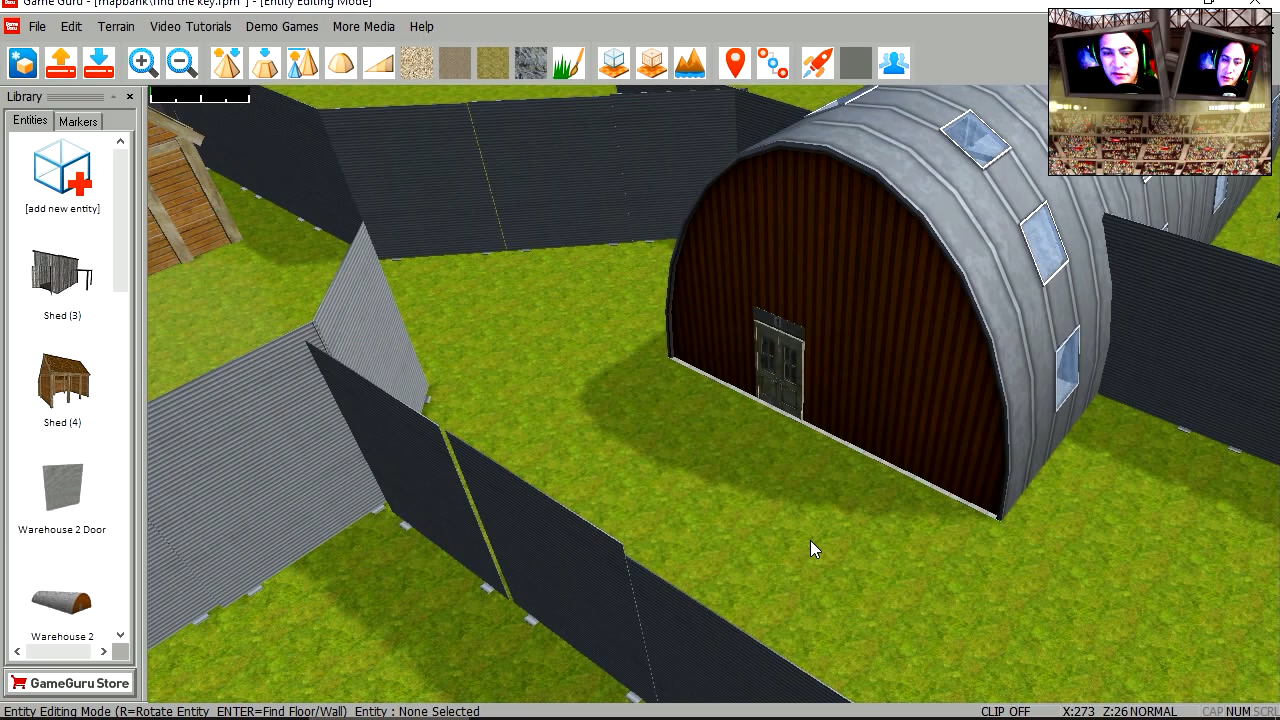 Game Guru - [mapbank\find the key.fpm *] - [Entity Editing Mode]
File Edit Terrain Video Tutorials Demo Games More Media Help
Library
Entities Markers
[add new entity]
Shed (3)
Shed (4)
Warehouse 2 Door
Warehouse 2
GameGuru Store
Entity Editing Mode (R=Rotate Entity ENTER=Find Floor/Wall) Entity : None Selected CLIP OFF X:273 Z:26 NORMAL CAP NUM SCRL